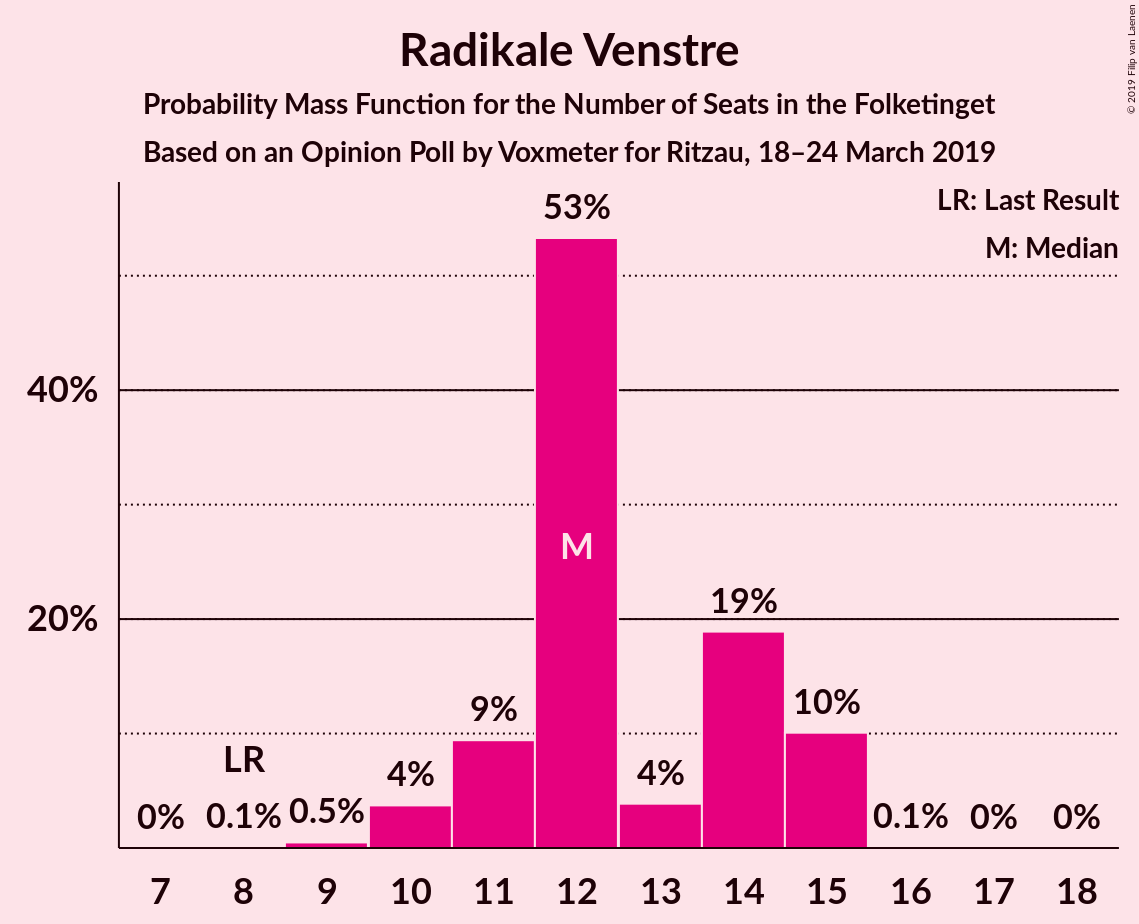 Radikale Venstre
Probability Mass Function for the Number of Seats in the Folketinget
Based on an Opinion Poll by Voxmeter for Ritzau, 18–24 March 2019
© 2019 Filip van Laenen
LR: Last Result
M: Median
53%
40%
M
20%
19%
10%
9%
LR
4%
4%
0%
0.1%
0.5%
0.1%
0%
0%
7 8 9 10 11 12 13 14 15 16 17 18